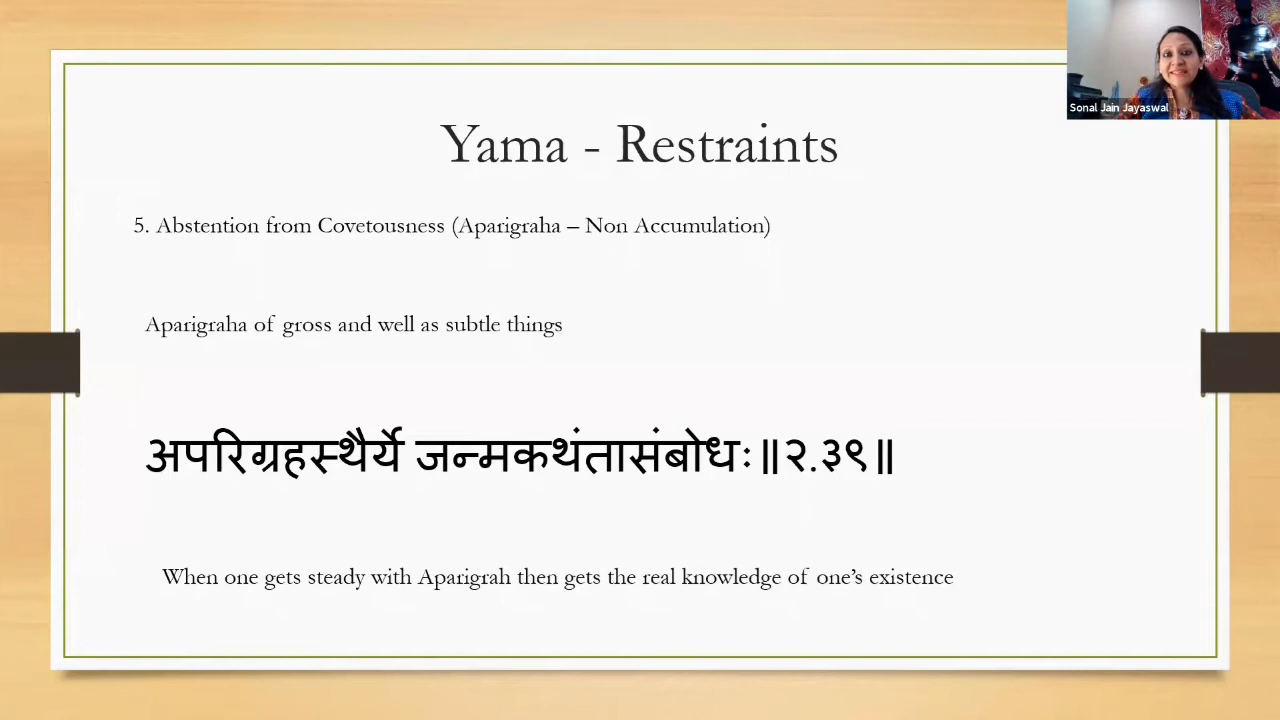 Sonal Jain Jayaswal
Yama - Restraints
5. Abstention from Covetousness (Aparigraha – Non Accumulation)
Aparigraha of gross and well as subtle things
अपरिग्रहस्थैर्ये जन्मकथंतासंबोधः॥२.३९॥
When one gets steady with Aparigrah then gets the real knowledge of one’s existence